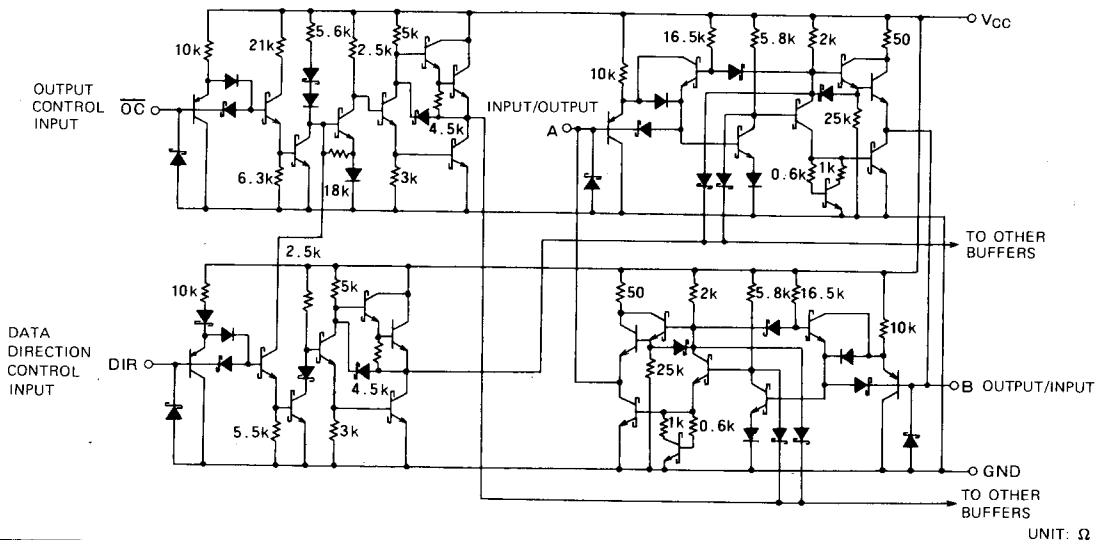 VCC
5.6k
5k
16.5k
5.8k
2k
50
10k
21k
2.5k
10k
OUTPUT
CONTROL
INPUT
OC
INPUT/OUTPUT
A
4.5k
25k
6.3k
18k
3k
0.6k
1k
TO OTHER
BUFFERS
2.5k
10k
5k
50
2k
5.8k
16.5k
10k
DATA
DIRECTION
CONTROL
INPUT
DIR
4.5k
25k
B OUTPUT/INPUT
5.5k
3k
1k
0.6k
GND
TO OTHER
BUFFERS
UNIT: Ω